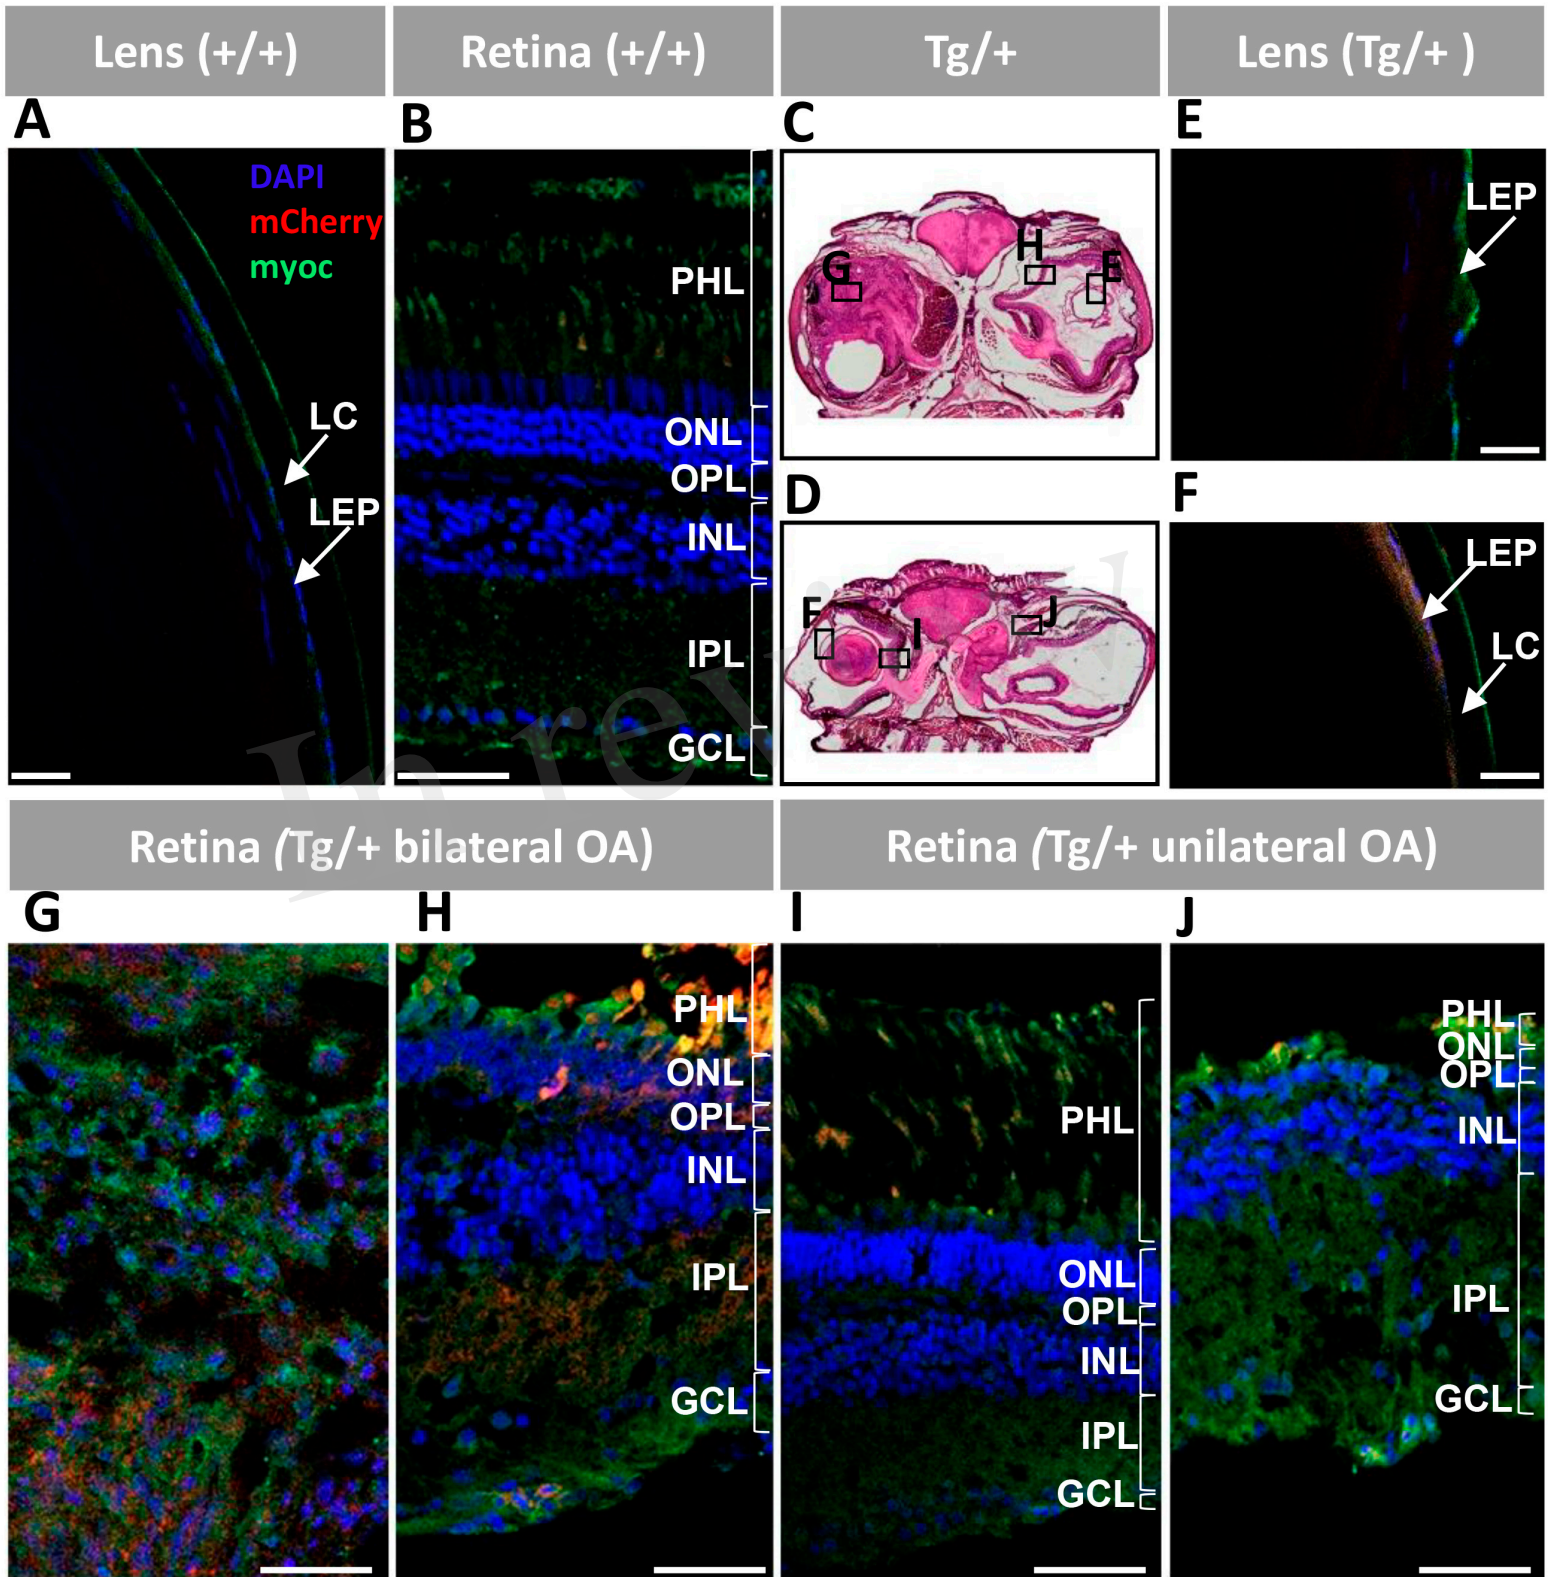 Lens (+/+)
Retina (+/+)
Tg/+
Lens (Tg/+ )
A
DAPI
mCherry
myoc
LC
LEP
B
PHL
ONL
OPL
INL
IPL
GCL
C
G
H
E
D
F
I
J
E
LEP
F
LEP
LC
In review
Retina (Tg/+ bilateral OA)
Retina (Tg/+ unilateral OA)
G
H
PHL
ONL
OPL
INL
IPL
GCL
I
PHL
ONL
OPL
INL
IPL
GCL
J
PHL
ONL
OPL
INL
IPL
GCL